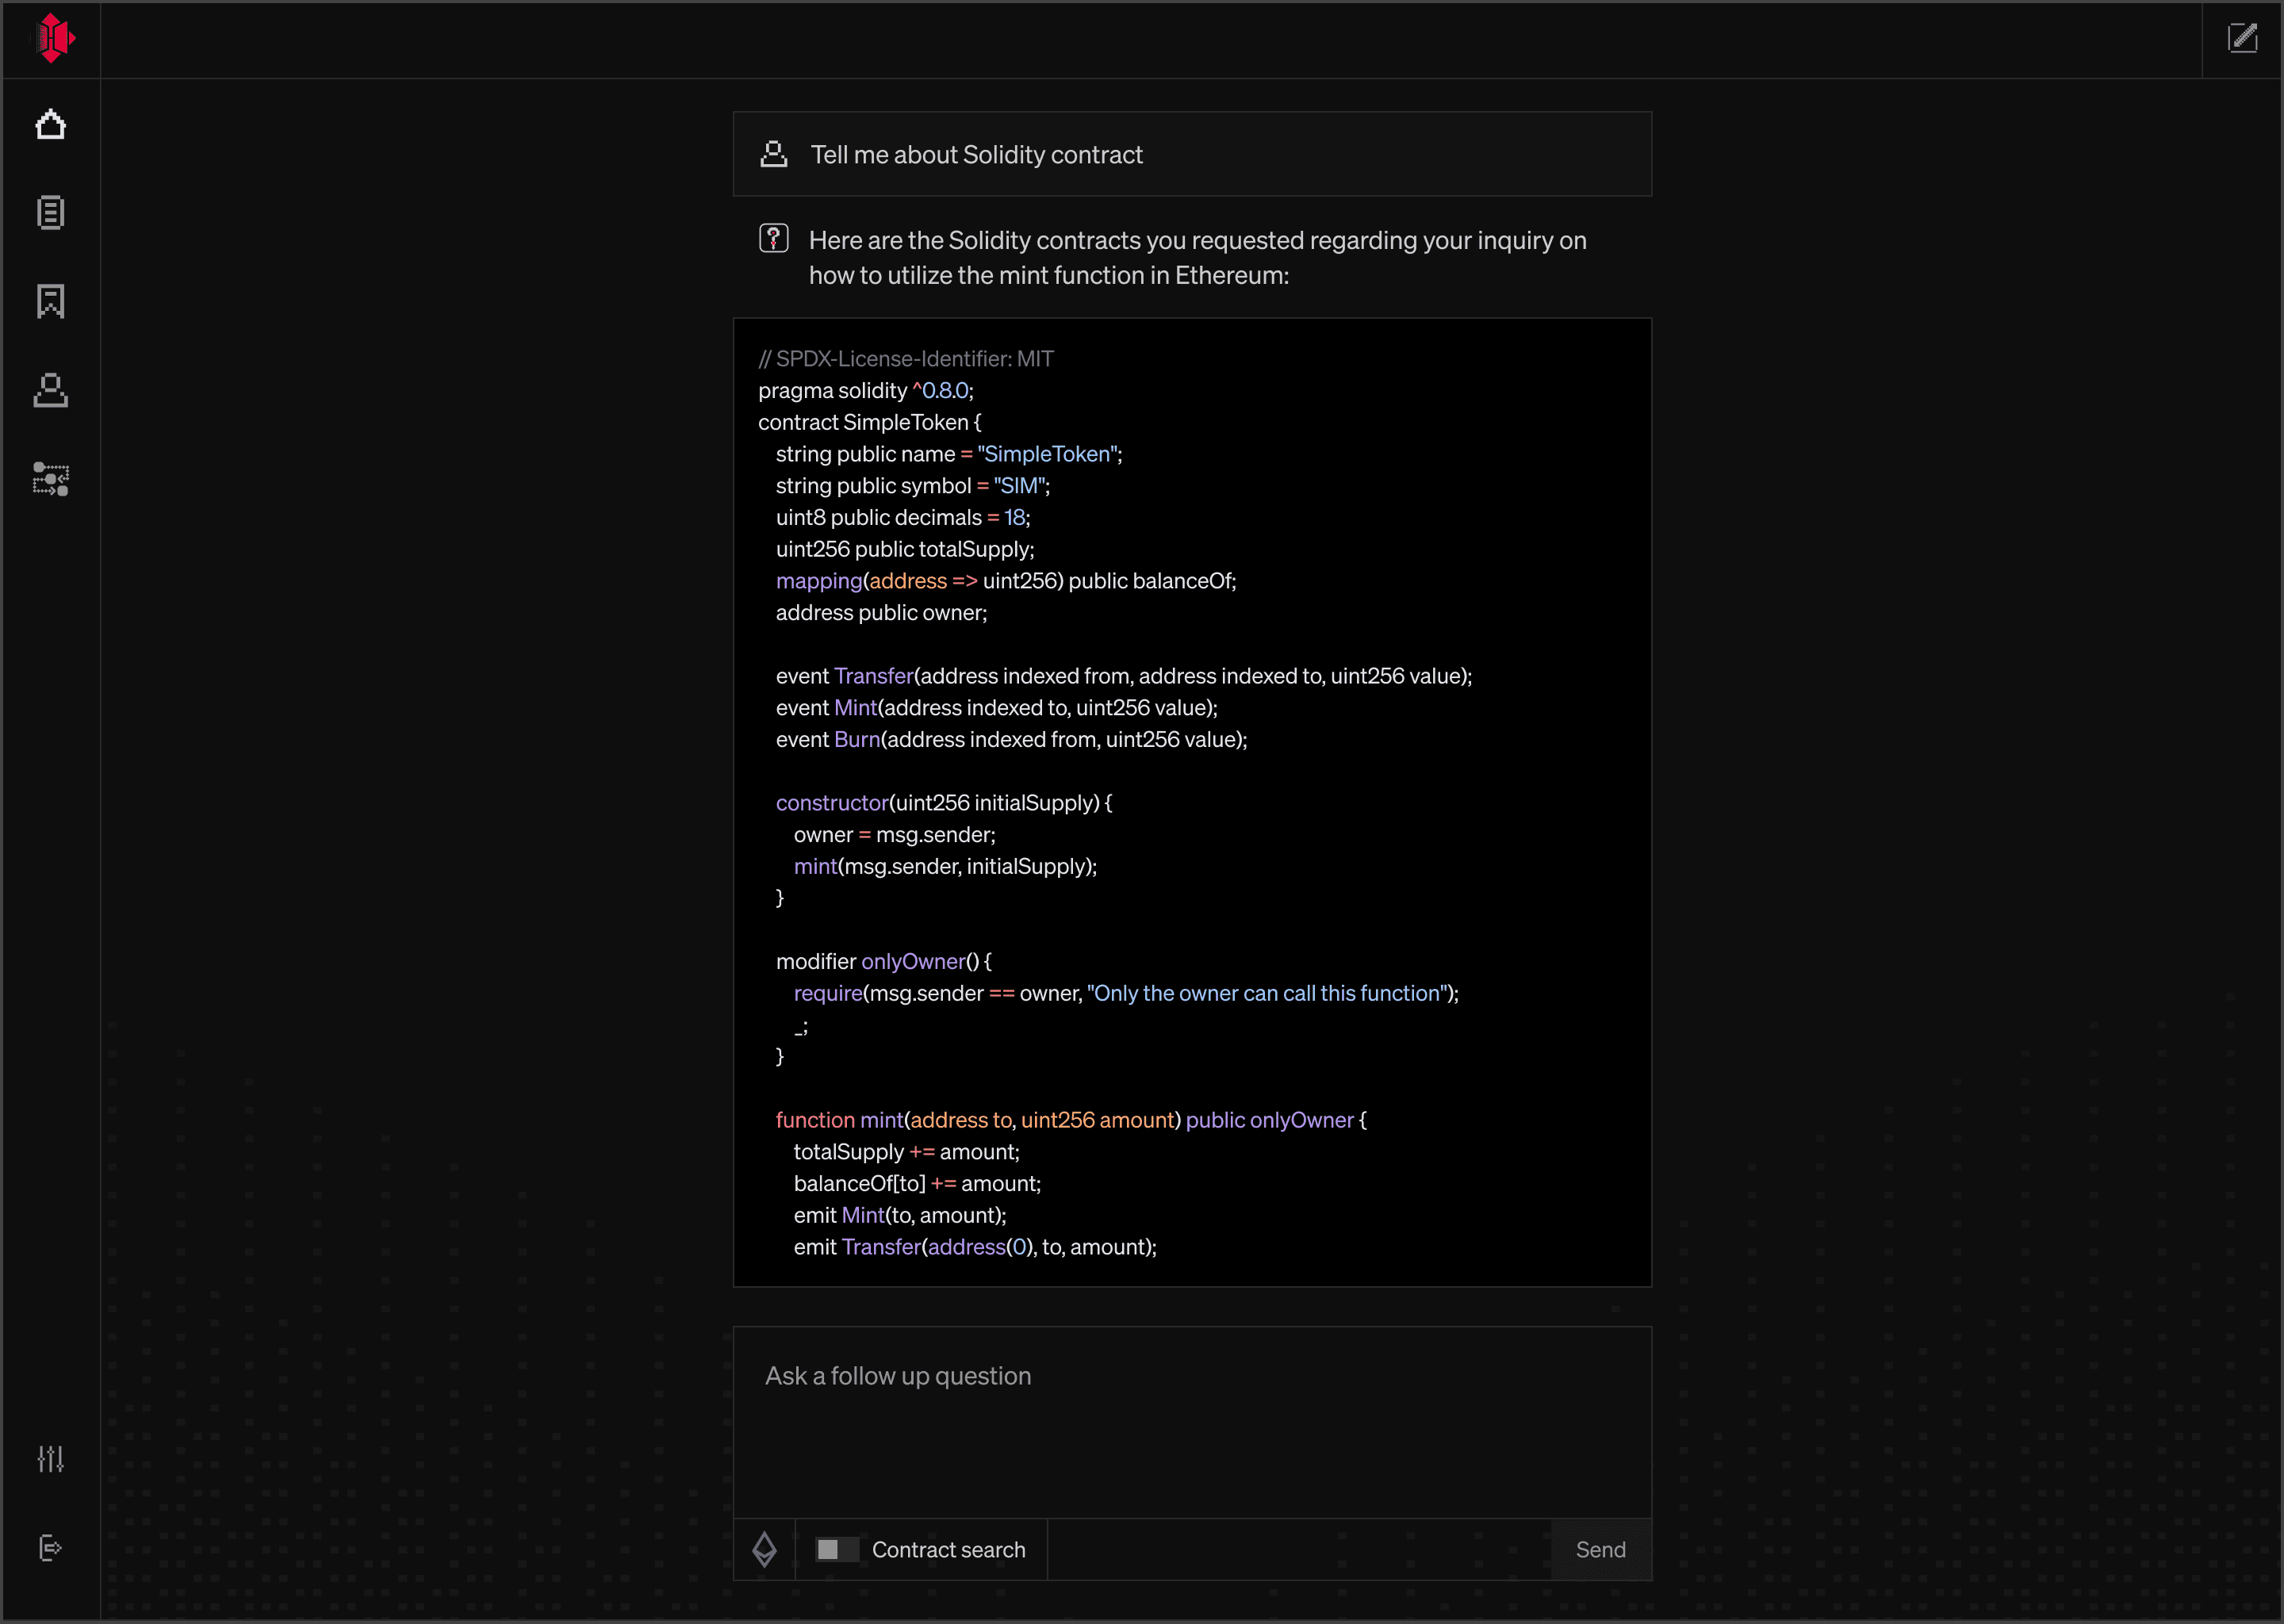 Tell me about Solidity contract
Here are the Solidity contracts you requested regarding your inquiry on
how to utilize the mint function in Ethereum:
// SPDX-License-Identifier: MIT
pragma solidity ^0.8.0;
contract SimpleToken {
string public name = "SimpleToken";
string public symbol = "SIM";
uint8 public decimals = 18;
uint256 public totalSupply;
mapping(address => uint256) public balanceOf;
address public owner;
event Transfer(address indexed from, address indexed to, uint256 value);
event Mint(address indexed to, uint256 value);
event Burn(address indexed from, uint256 value);
constructor(uint256 initialSupply) {
owner = msg.sender;
mint(msg.sender, initialSupply);
}
modifier onlyOwner() {
require(msg.sender == owner, "Only the owner can call this function");
_;
}
function mint(address to, uint256 amount) public onlyOwner {
totalSupply += amount;
balanceOf[to] += amount;
emit Mint(to, amount);
emit Transfer(address(0), to, amount);
Ask a follow up question
Contract search
Send